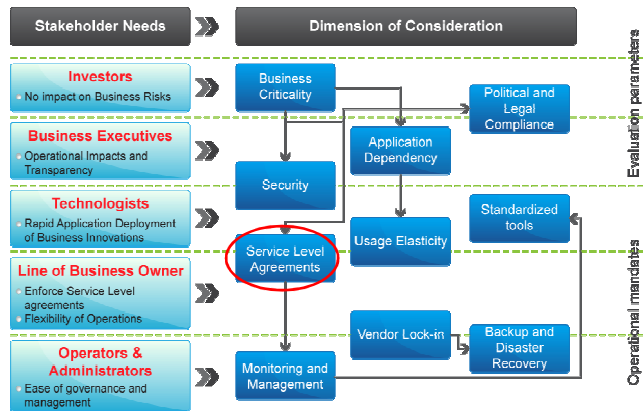 Stakeholder Needs
Dimension of Consideration
Investors
No impact on Business Risks
Business Executives
Operational Impacts and
Transparency
Technologists
Rapid Application Deployment
of Business Innovations
Line of Business Owner
Enforce Service Level
agreements
Flexibility of Operations
Operators &
Administrators
Ease of governance and
management
Business
Criticality
Political and
Legal
Compliance
Application
Dependency
Security
Standardized
tools
Usage Elasticity
Service Level
Agreements
Vendor Lock-in
Backup and
Disaster
Recovery
Monitoring and
Management
Evaluation parameters
Operational mandates